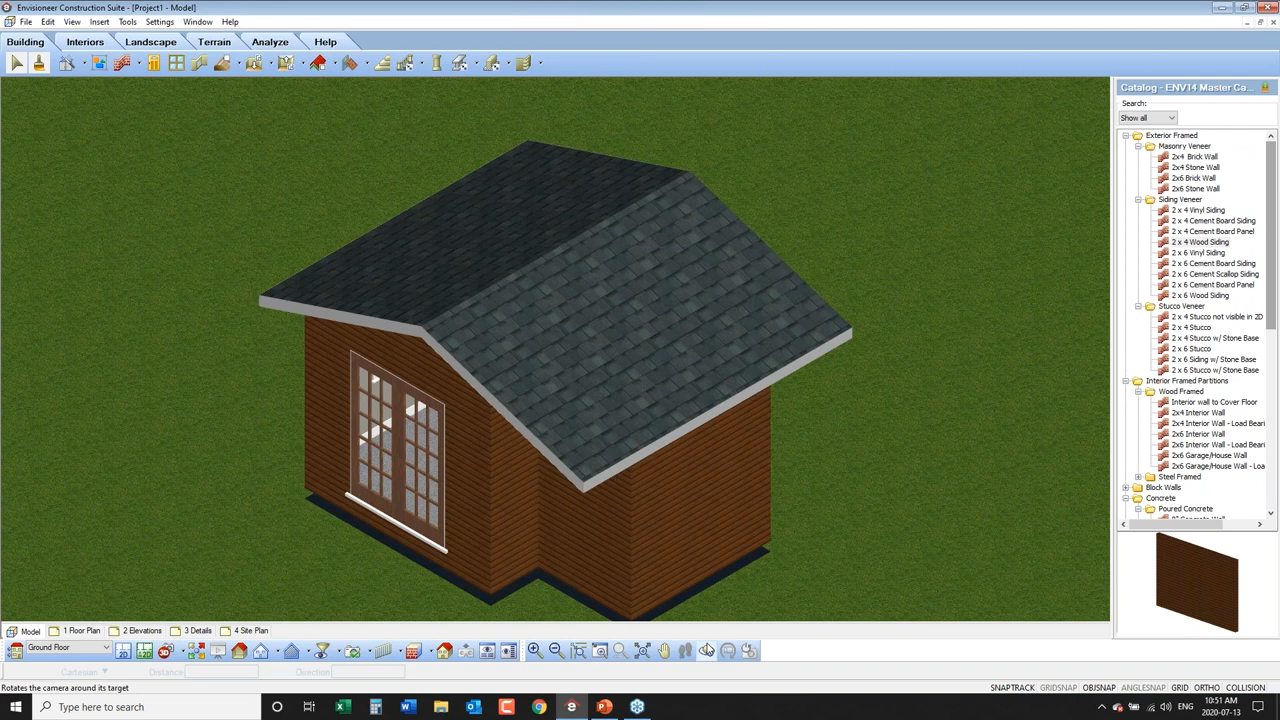 Envisioneer Construction Suite - [Project1 - Model]
File Edit View Insert Tools Settings Window Help
Building Interiors Landscape Terrain Analyze Help
Catalog - ENV14 Master Ca...
Search:
Show all
Exterior Framed
Masonry Veneer
2x4 Brick Wall
2x4 Stone Wall
2x6 Brick Wall
2x6 Stone Wall
Siding Veneer
2 x 4 Vinyl Siding
2 x 4 Cement Board Siding
2 x 4 Cement Board Panel
2 x 4 Wood Siding
2 x 6 Vinyl Siding
2 x 6 Cement Board Siding
2 x 6 Cement Scallop Siding
2 x 6 Cement Board Panel
2 x 6 Wood Siding
Stucco Veneer
2 x 4 Stucco not visible in 2D
2 x 4 Stucco
2 x 4 Stucco w/ Stone Base
2 x 6 Stucco
2 x 6 Siding w/ Stone Base
2 x 6 Stucco w/ Stone Base
Interior Framed Partitions
Wood Framed
Interior wall to Cover Floor
2x4 Interior Wall
2x4 Interior Wall - Load Beari
2x6 Interior Wall
2x6 Interior Wall - Load Beari
2x6 Garage/House Wall
2x6 Garage/House Wall - Loa
Steel Framed
Block Walls
Concrete
Poured Concrete
Model 1 Floor Plan 2 Elevations 3 Details 4 Site Plan
Ground Floor
Cartesian Distance Direction
Rotates the camera around its target
SNAPTRACK GRIDSNAP OBJSNAP ANGLESNAP GRID ORTHO COLLISION
Type here to search
ENG
10:51 AM
2020-07-13